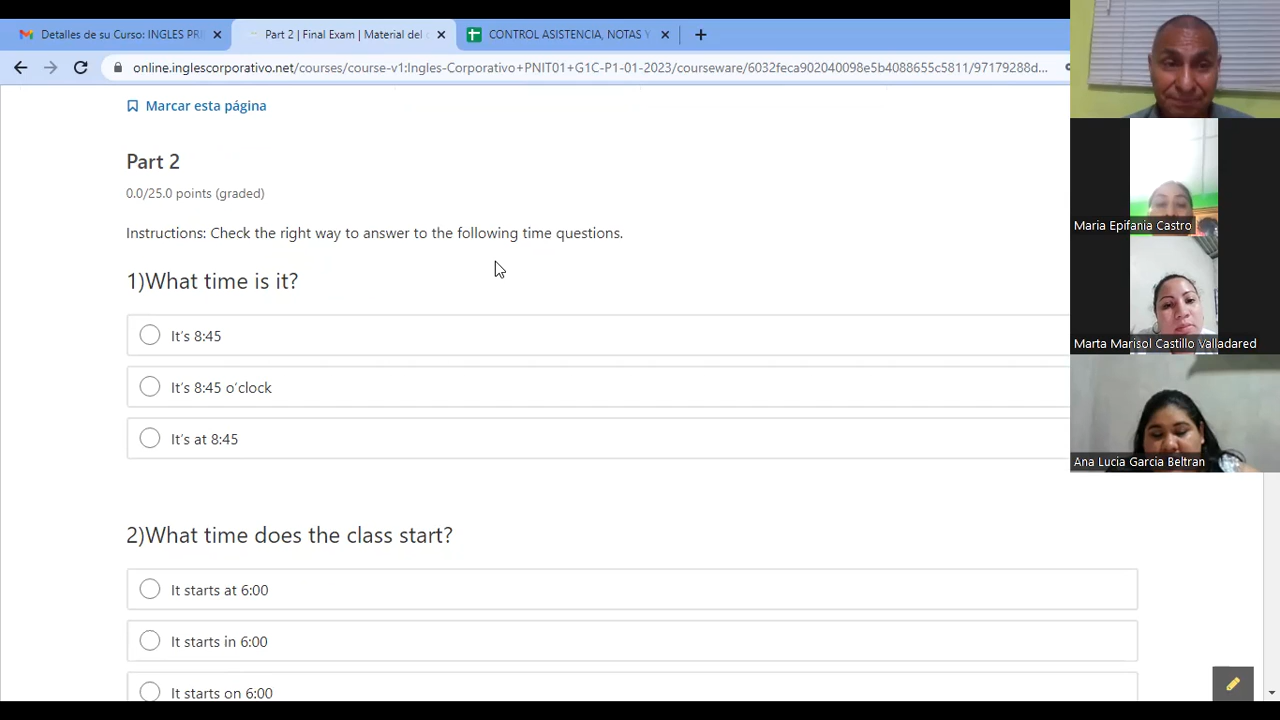 Detalles de su Curso: INGLES PRI
Part 2 | Final Exam | Material del
CONTROL ASISTENCIA, NOTAS Y
online.inglescorporativo.net/courses/course-v1:Ingles-Corporativo+PNIT01+G1C-P1-01-2023/courseware/6032feca902040098e5b4088655c5811/97179288d...
Marcar esta página
Part 2
0.0/25.0 points (graded)
Instructions: Check the right way to answer to the following time questions.
1)What time is it?
It's 8:45
It's 8:45 o'clock
It's at 8:45
2)What time does the class start?
It starts at 6:00
It starts in 6:00
It starts on 6:00
Maria Epifania Castro
Marta Marisol Castillo Valladared
Ana Lucia Garcia Beltran